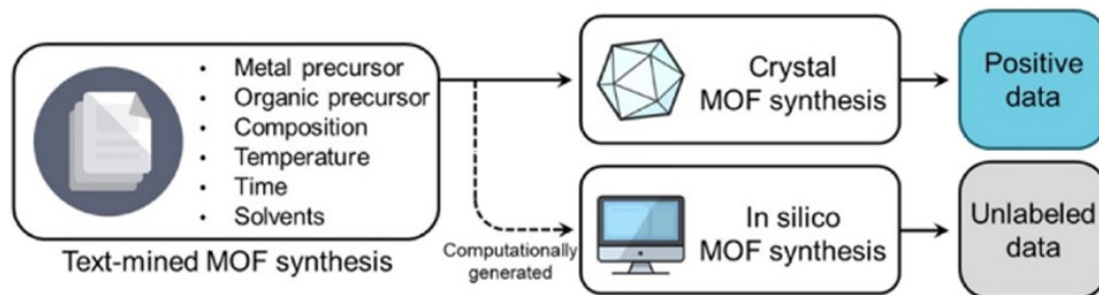 • Metal precursor
• Organic precursor
• Composition
• Temperature
• Time
• Solvents
Text-mined MOF synthesis
Computationally
generated
Crystal
MOF synthesis
Positive
data
In silico
MOF synthesis
Unlabeled
data